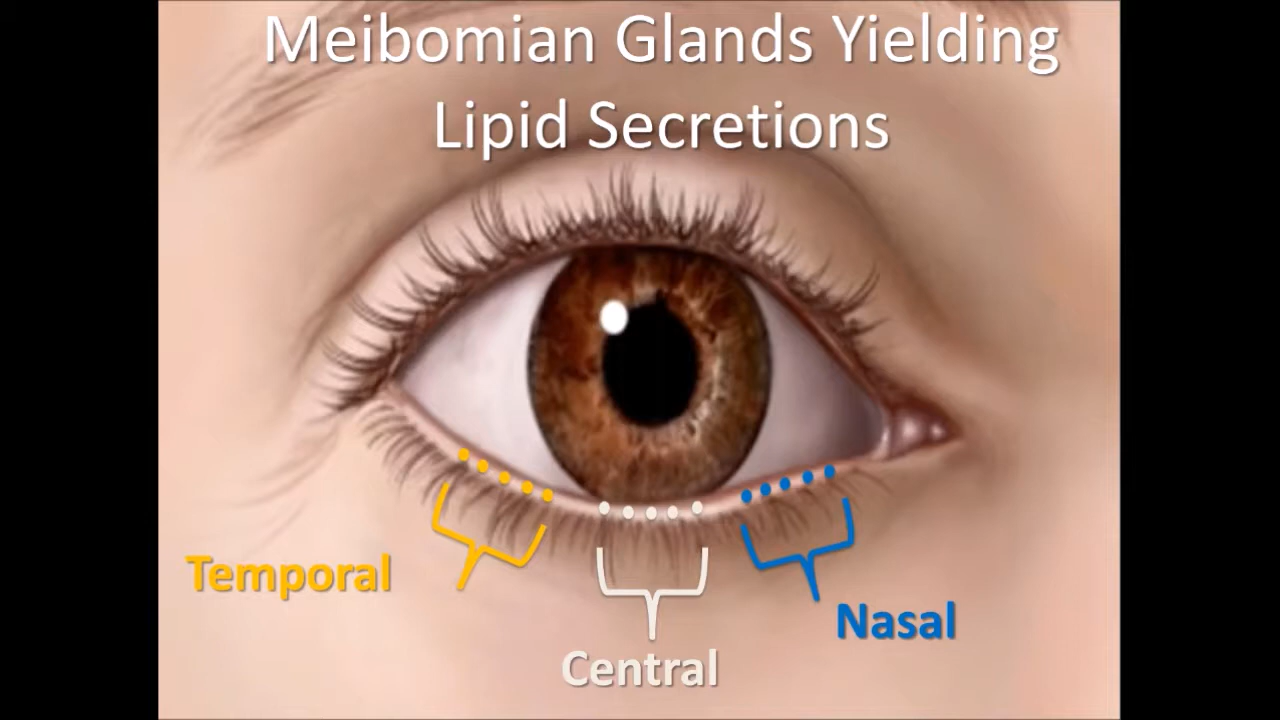 Meibomian Glands Yielding
Lipid Secretions
Temporal
Central
Nasal